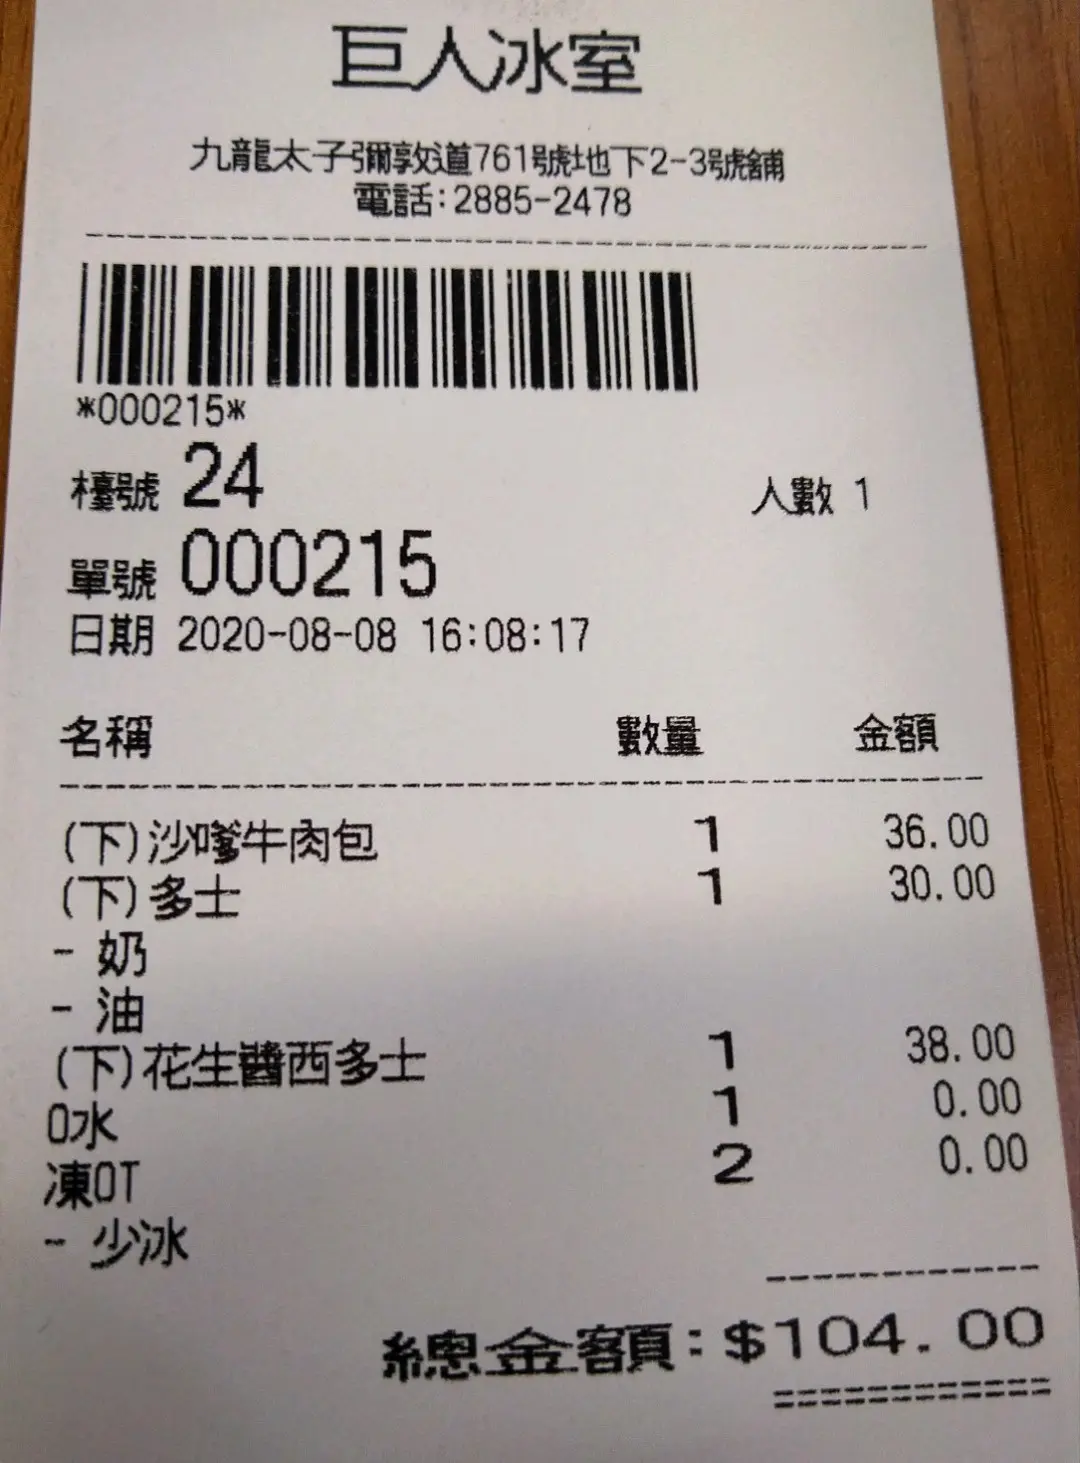 巨人冰室
九龍太子彌敦道761號地下2-3號舖
電話:2885-2478
*000215*
檯號 24 人數 1
單號 000215
日期 2020-08-08 16:08:17
名稱 數量 金額
(下)沙嗲牛肉包 1 36.00
(下)多士 1 30.00
- 奶
- 油
(下)花生醬西多士 1 38.00
O水 1 0.00
凍OT 2 0.00
- 少冰
總金額:$104.00